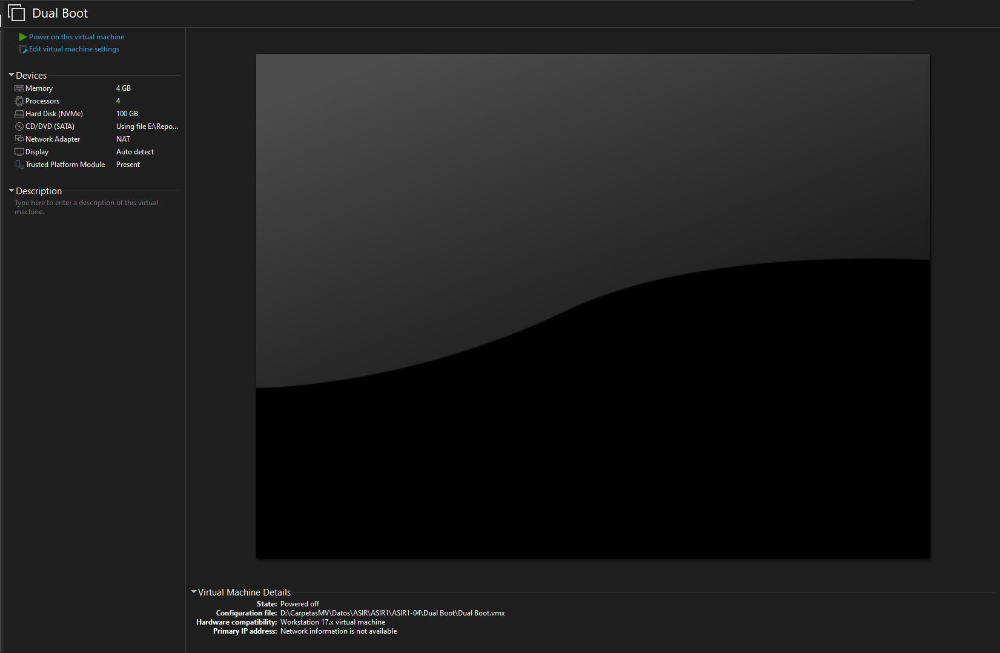 Dual Boot
Power on this virtual machine
Edit virtual machine settings
Devices
Memory 4 GB
Processors 4
Hard Disk (NVMe) 100 GB
CD/DVD (SATA) Using file E:\Repo...
Network Adapter NAT
Display Auto detect
Trusted Platform Module Present
Description
Type here to enter a description of this virtual
machine.
Virtual Machine Details
State: Powered off
Configuration file: D:\CarpetasMV\Datos\ASIR\ASIR1\ASIR1-04\Dual Boot\Dual Boot.vmx
Hardware compatibility: Workstation 17.x virtual machine
Primary IP address: Network information is not available